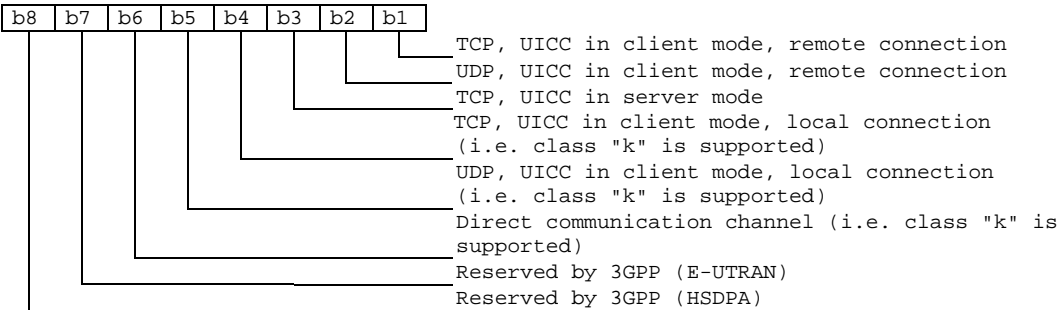 b8 b7 b6 b5 b4 b3 b2 b1
TCP, UICC in client mode, remote connection
UDP, UICC in client mode, remote connection
TCP, UICC in server mode
TCP, UICC in client mode, local connection
(i.e. class "k" is supported)
UDP, UICC in client mode, local connection
(i.e. class "k" is supported)
Direct communication channel (i.e. class "k" is
supported)
Reserved by 3GPP (E-UTRAN)
Reserved by 3GPP (HSDPA)